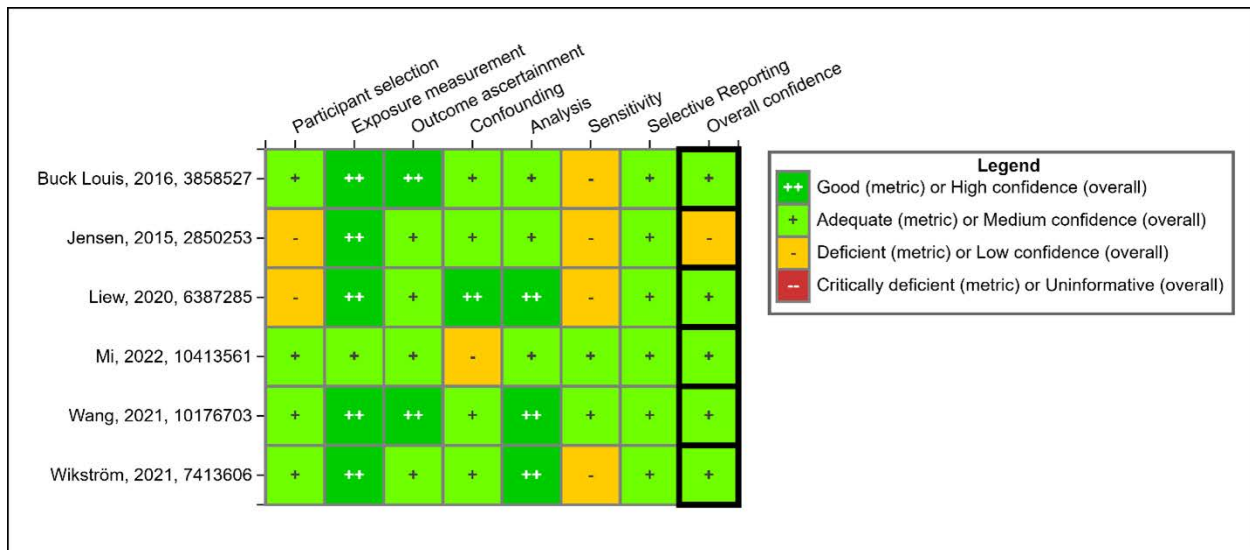 Participant selection
Exposure measurement
Outcome ascertainment
Confounding
Analysis
Sensitivity
Selective Reporting
Overall confidence
Buck Louis, 2016, 3858527 + ++ ++ + + - + +
Jensen, 2015, 2850253 - ++ + + + - + -
Liew, 2020, 6387285 - ++ + ++ ++ - + +
Mi, 2022, 10413561 + + + - + + + +
Wang, 2021, 10176703 + ++ ++ + ++ + + +
Wikström, 2021, 7413606 + ++ + + ++ - + +
Legend
++ Good (metric) or High confidence (overall)
+ Adequate (metric) or Medium confidence (overall)
- Deficient (metric) or Low confidence (overall)
-- Critically deficient (metric) or Uninformative (overall)